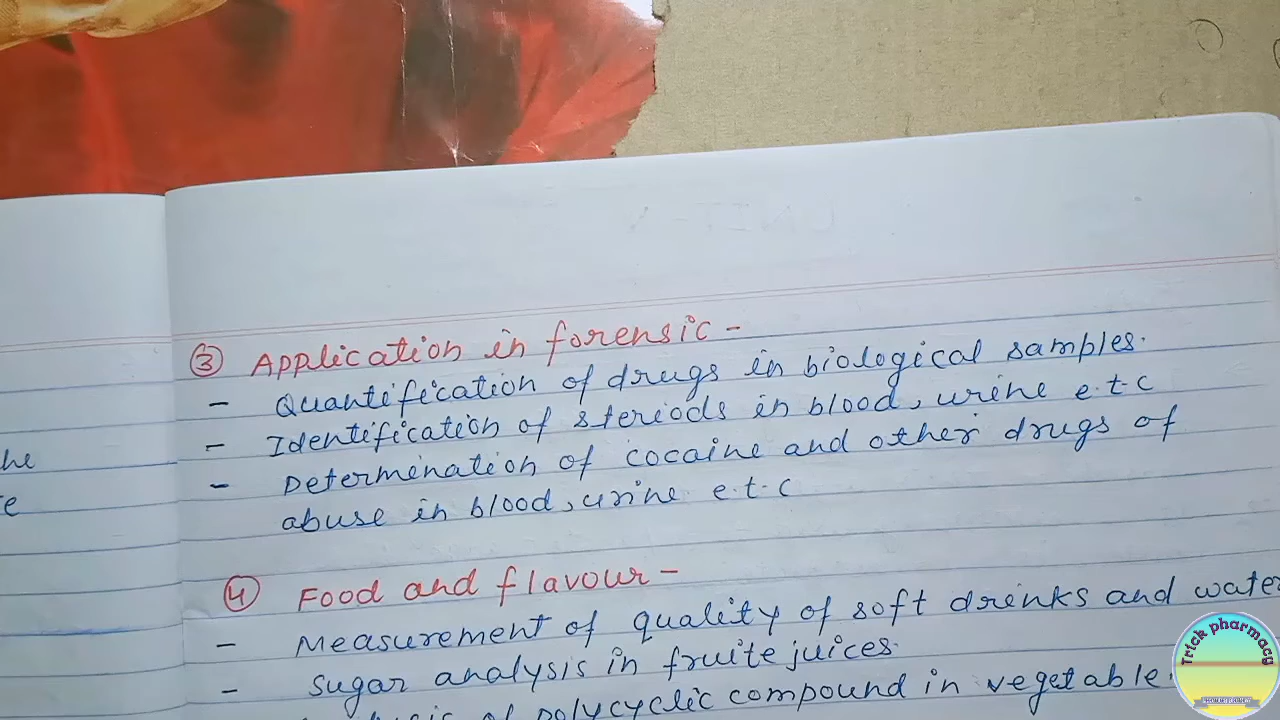 he
e
③ Application in forensic -
- Quantification of drugs in biological samples.
- Identification of steriods in blood, urine e.t.c
- Determination of cocaine and other drugs of
abuse in blood, urine e.t.c
④ Food and flavour -
- Measurement of quality of soft drinks and water
- Sugar analysis in fruite juices.
polycyclic compound in vegetable.
Trick pharmacy